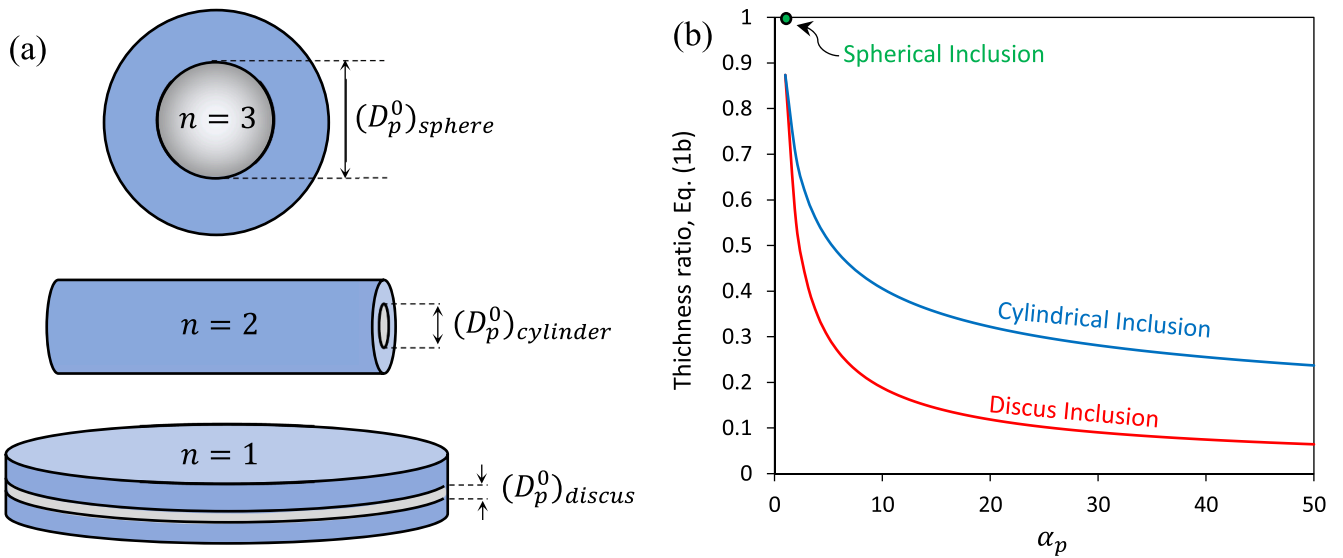 (a)
n = 3
(D_p^0)_sphere
n = 2
(D_p^0)_cylinder
n = 1
(D_p^0)_discus
(b)
Thichness ratio, Eq. (1b)
1
0.9
0.8
0.7
0.6
0.5
0.4
0.3
0.2
0.1
0
Spherical Inclusion
Cylindrical Inclusion
Discus Inclusion
0 10 20 30 40 50
α_p